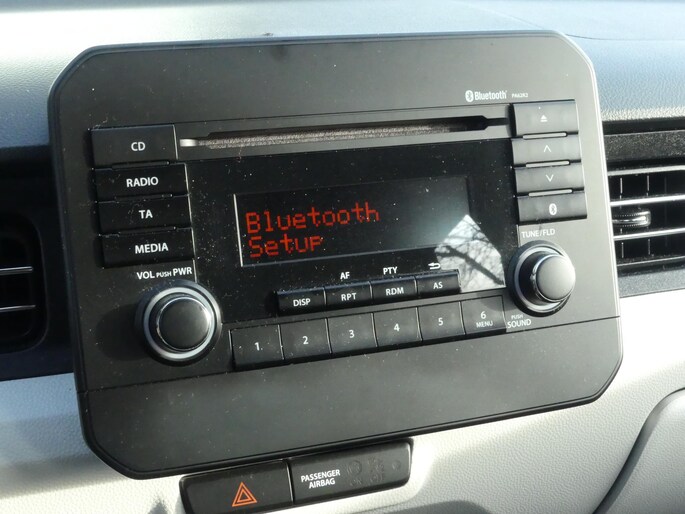 Bluetooth PA62R2
CD
RADIO
TA
MEDIA
VOL PUSH PWR
Bluetooth
Setup
TUNE/FLD
AF PTY
DISP RPT RDM AS
1 2 3 4 5 6
MENU
PUSH
SOUND
PASSENGER
AIRBAG